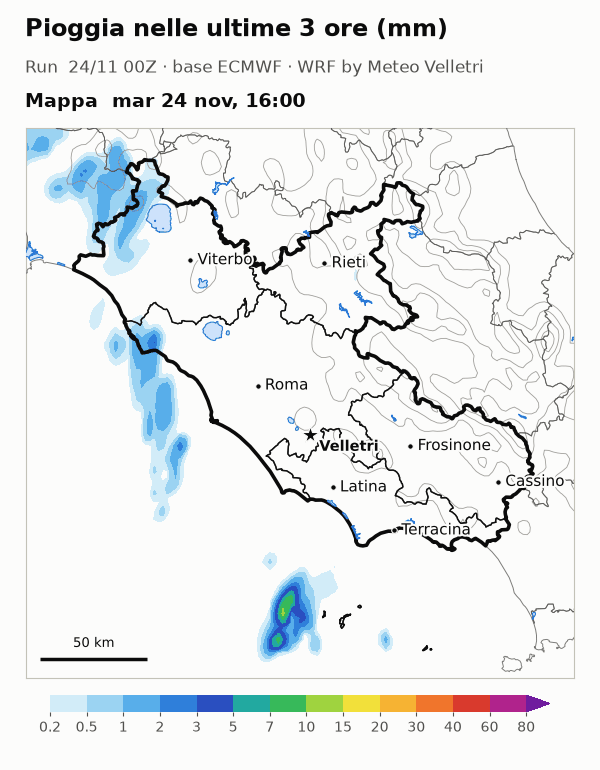 Pioggia nelle ultime 3 ore (mm)
Run  24/11 00Z · base ECMWF · WRF by Meteo Velletri
Mappa  mar 24 nov, 16:00
Viterbo
Rieti
Roma
Velletri
Frosinone
Latina
Cassino
Terracina
50 km
0.2 0.5 1 2 3 5 7 10 15 20 30 40 60 80